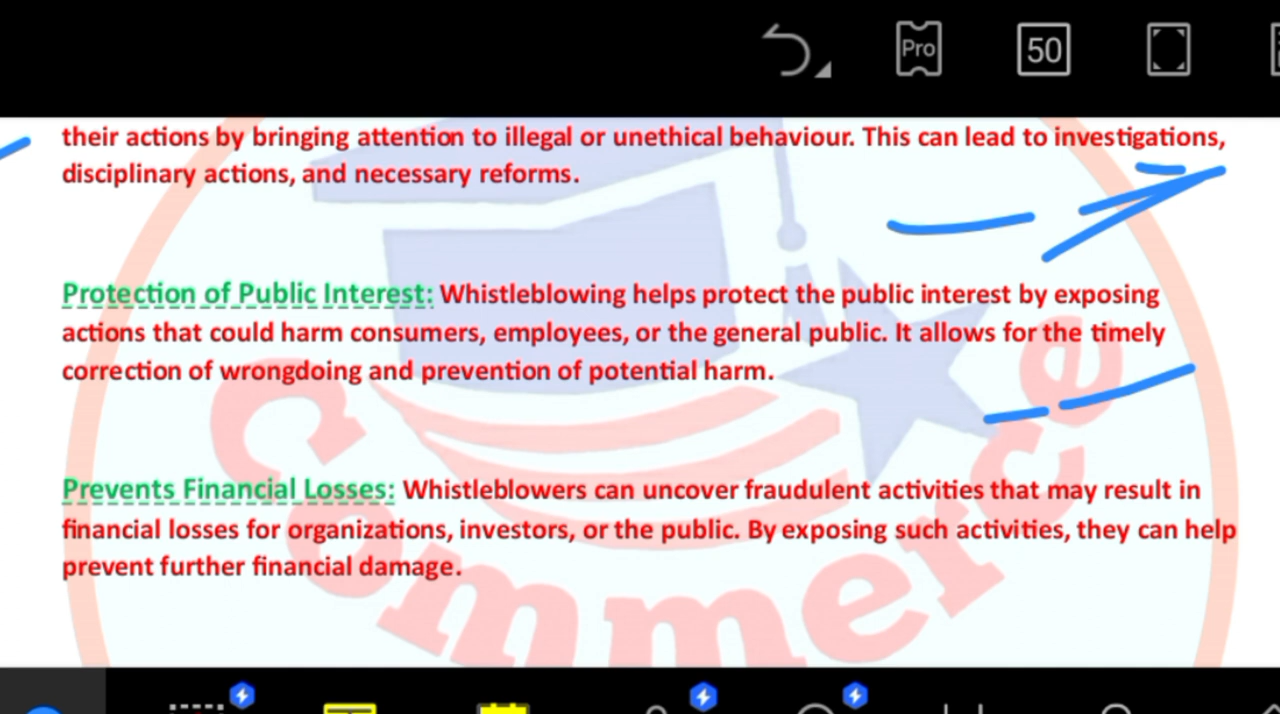 Pro
50
their actions by bringing attention to illegal or unethical behaviour. This can lead to investigations,
disciplinary actions, and necessary reforms.
Protection of Public Interest: Whistleblowing helps protect the public interest by exposing
actions that could harm consumers, employees, or the general public. It allows for the timely
correction of wrongdoing and prevention of potential harm.
Prevents Financial Losses: Whistleblowers can uncover fraudulent activities that may result in
financial losses for organizations, investors, or the public. By exposing such activities, they can help
prevent further financial damage.
Commerce